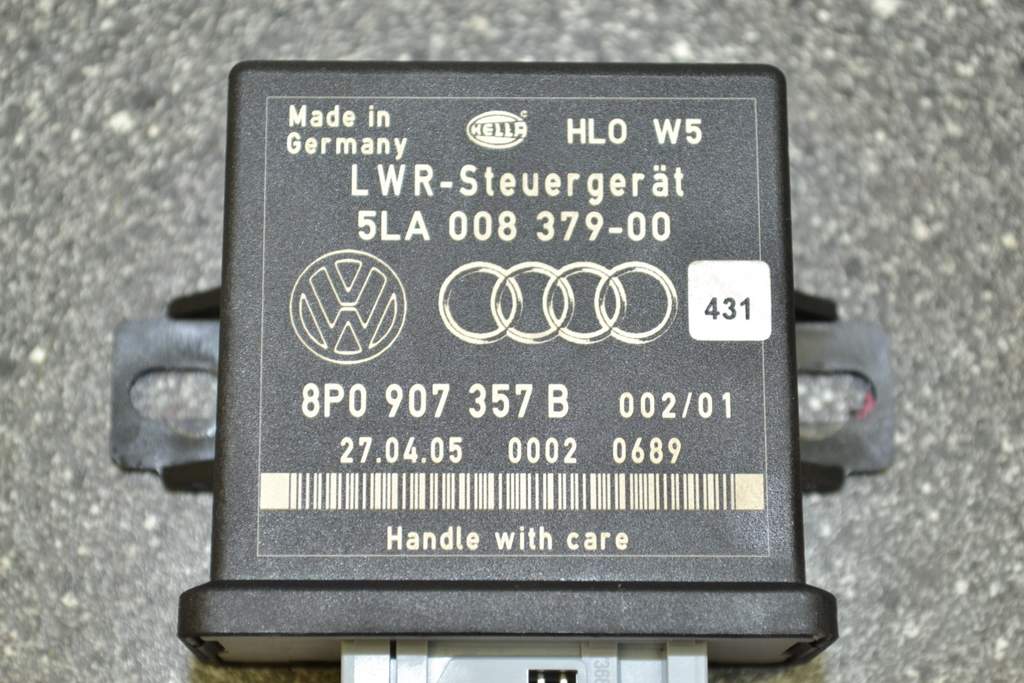 Made in
Germany
HELLA
HLO W5
LWR-Steuergerät
5LA 008 379-00
431
8P0 907 357 B 002/01
27.04.05 0002 0689
Handle with care